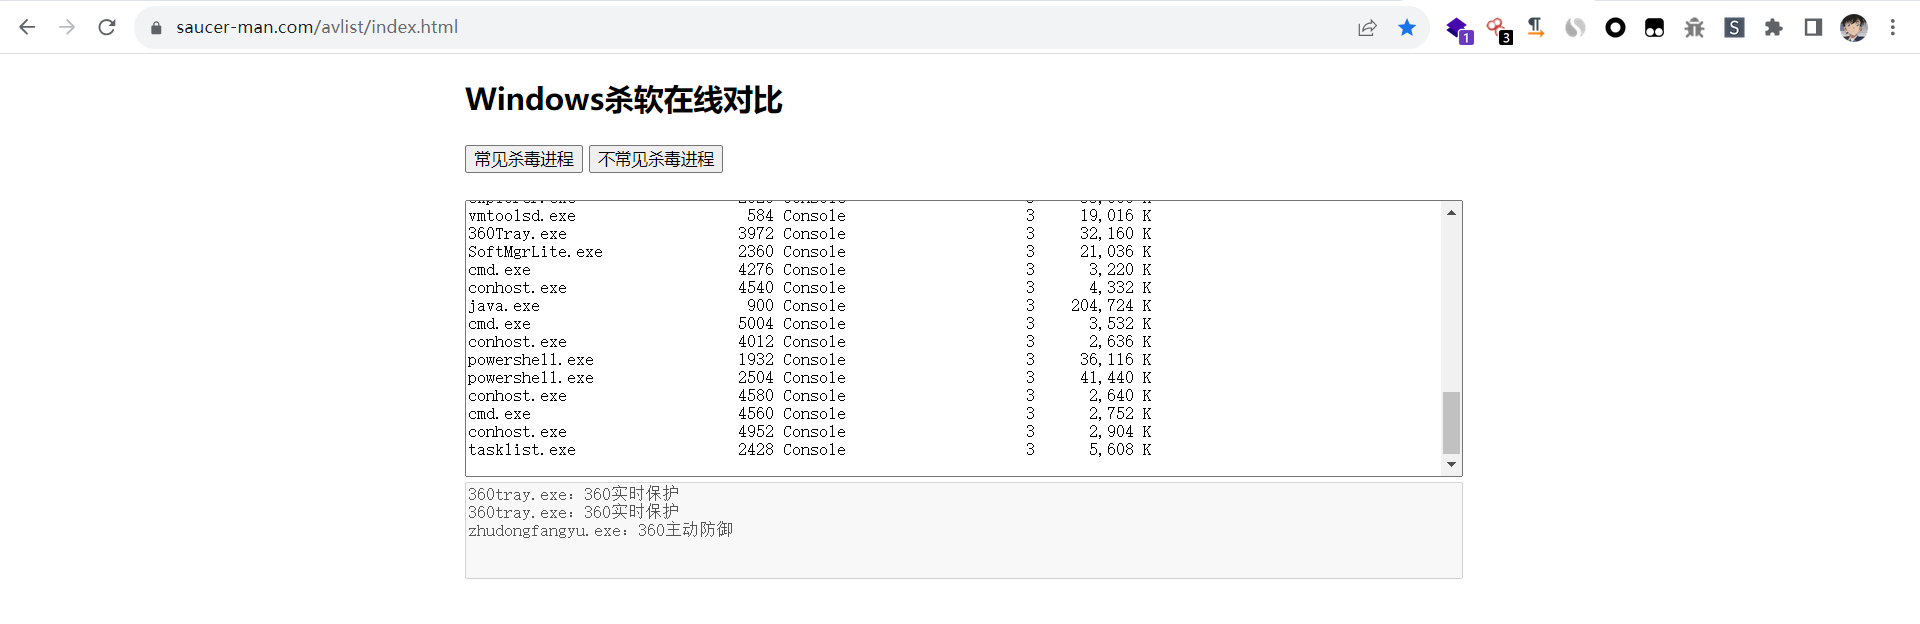 saucer-man.com/avlist/index.html
1
3
S
Windows杀软在线对比
常见杀毒进程 不常见杀毒进程
vmtoolsd.exe 584 Console 3 19,016 K
360Tray.exe 3972 Console 3 32,160 K
SoftMgrLite.exe 2360 Console 3 21,036 K
cmd.exe 4276 Console 3 3,220 K
conhost.exe 4540 Console 3 4,332 K
java.exe 900 Console 3 204,724 K
cmd.exe 5004 Console 3 3,532 K
conhost.exe 4012 Console 3 2,636 K
powershell.exe 1932 Console 3 36,116 K
powershell.exe 2504 Console 3 41,440 K
conhost.exe 4580 Console 3 2,640 K
cmd.exe 4560 Console 3 2,752 K
conhost.exe 4952 Console 3 2,904 K
tasklist.exe 2428 Console 3 5,608 K
360tray.exe: 360实时保护
360tray.exe: 360实时保护
zhudongfangyu.exe: 360主动防御